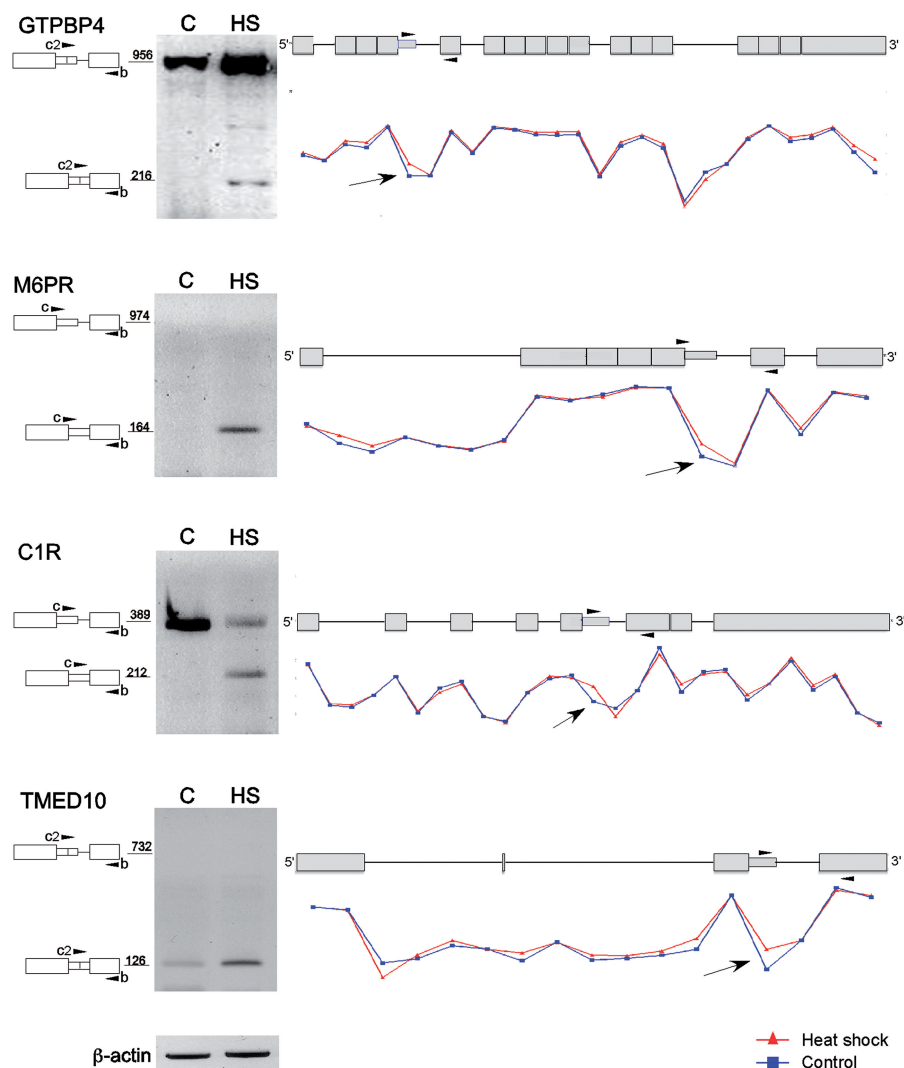 GTPBP4
C HS
c2
956
b
5' 3'
c2
216
b
M6PR
C HS
c
974
b
5' 3'
c
164
b
C1R
C HS
c
389
b
5' 3'
c
212
b
TMED10
C HS
c2
732
b
5' 3'
c2
126
b
β-actin
Heat shock
Control